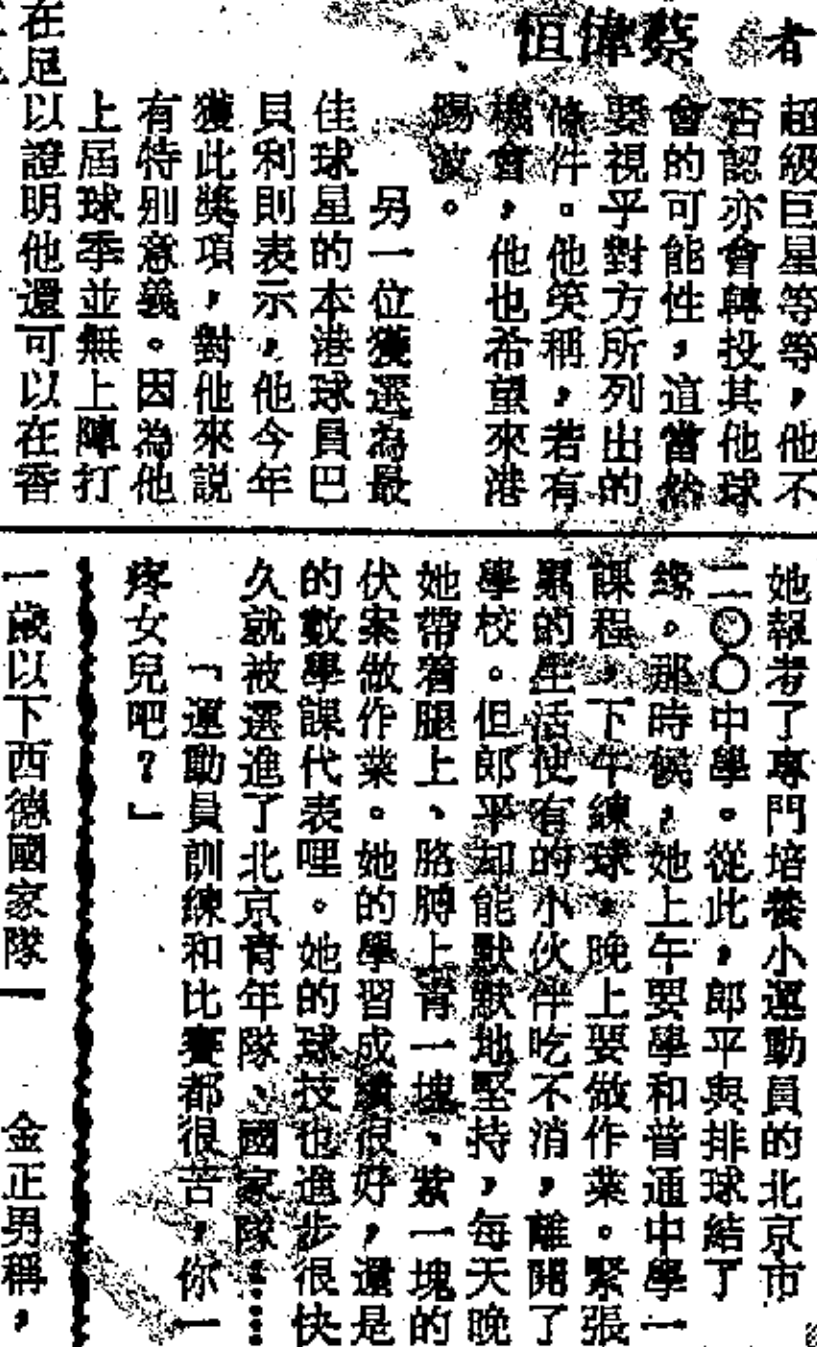 者 蔡偉恒
超級巨星等等，他不
否認亦會轉投其他球
會的可能性，這當然
要視乎對方所列出的
條件。他笑稱，若有
機會，他也希望來港
踢波。
另一位獲選為最
佳球星的本港球員巴
貝利則表示，他今年
獲此獎項，對他來説
有特別意義。因為他
上屆球季並無上陣打
在足以證明他還可以在香
她報考了專門培養小運動員的北京市
二〇〇中學。從此，郎平與排球結了
緣。那時候，她上午要學和普通中學一
課程，下午練球，晚上要做作業。緊張
累的生活使有的小伙伴吃不消，離開了
學校。但郎平却能默默地堅持，每天晚
她帶着腿上、胳膊上青一塊、紫一塊的
伏案做作業。她的學習成績很好，還是
的數學課代表哩。她的球技也進步很快
久就被選進了北京青年隊、國家隊……
「運動員訓練和比賽都很苦，你一
疼女兒吧？」
一歲以下西德國家隊
金正男稱，